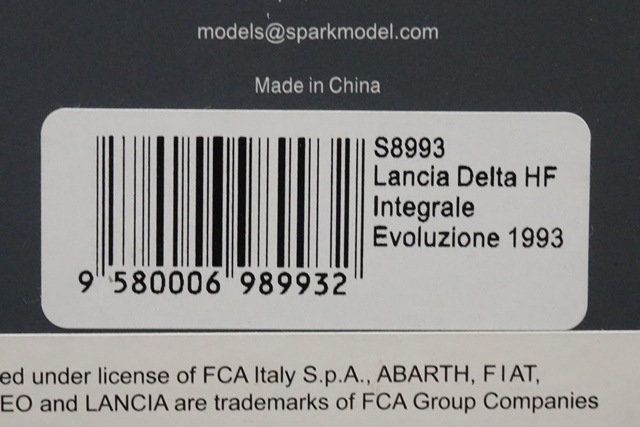 models@sparkmodel.com
Made in China
S8993
Lancia Delta HF
Integrale
Evoluzione 1993
9 580006 989932
ed under license of FCA Italy S.p.A., ABARTH, FIAT,
EO and LANCIA are trademarks of FCA Group Companies